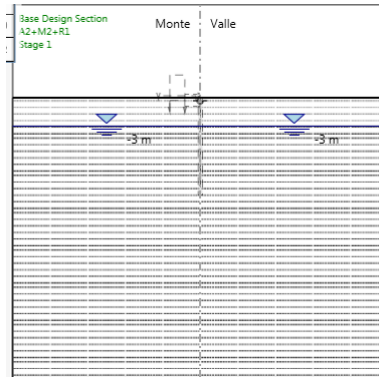 Base Design Section
A2+M2+R1
Stage 1
Monte
Valle
-3 m
-3 m